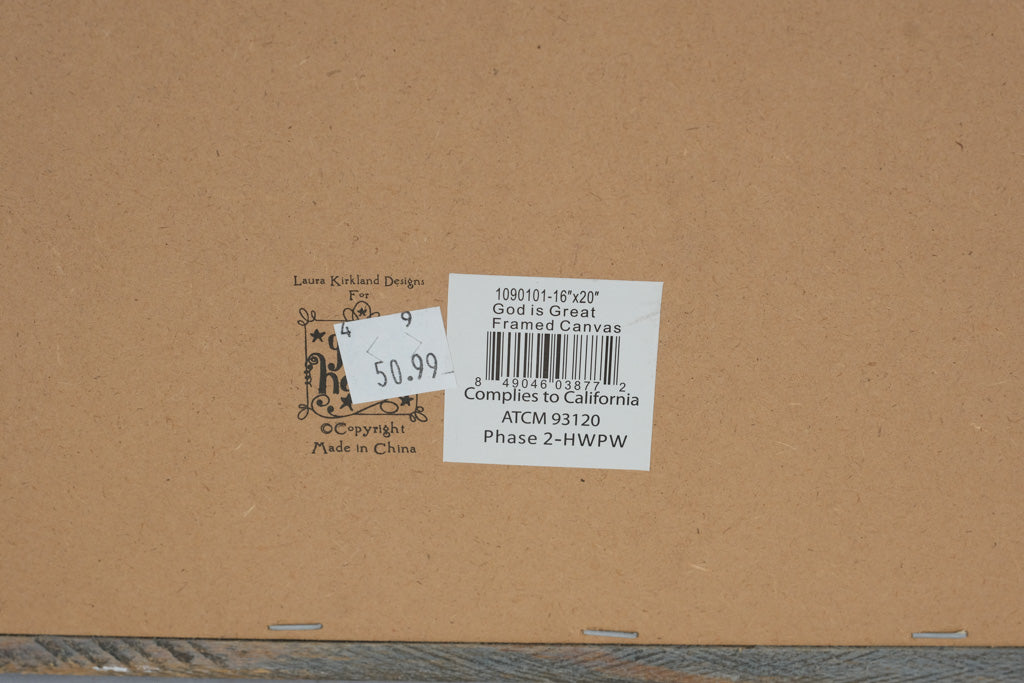 Laura Kirkland Designs
For
4 9
50.99
©Copyright
Made in China
1090101-16"x20"
God is Great
Framed Canvas
8 49046 03877 2
Complies to California
ATCM 93120
Phase 2-HWPW